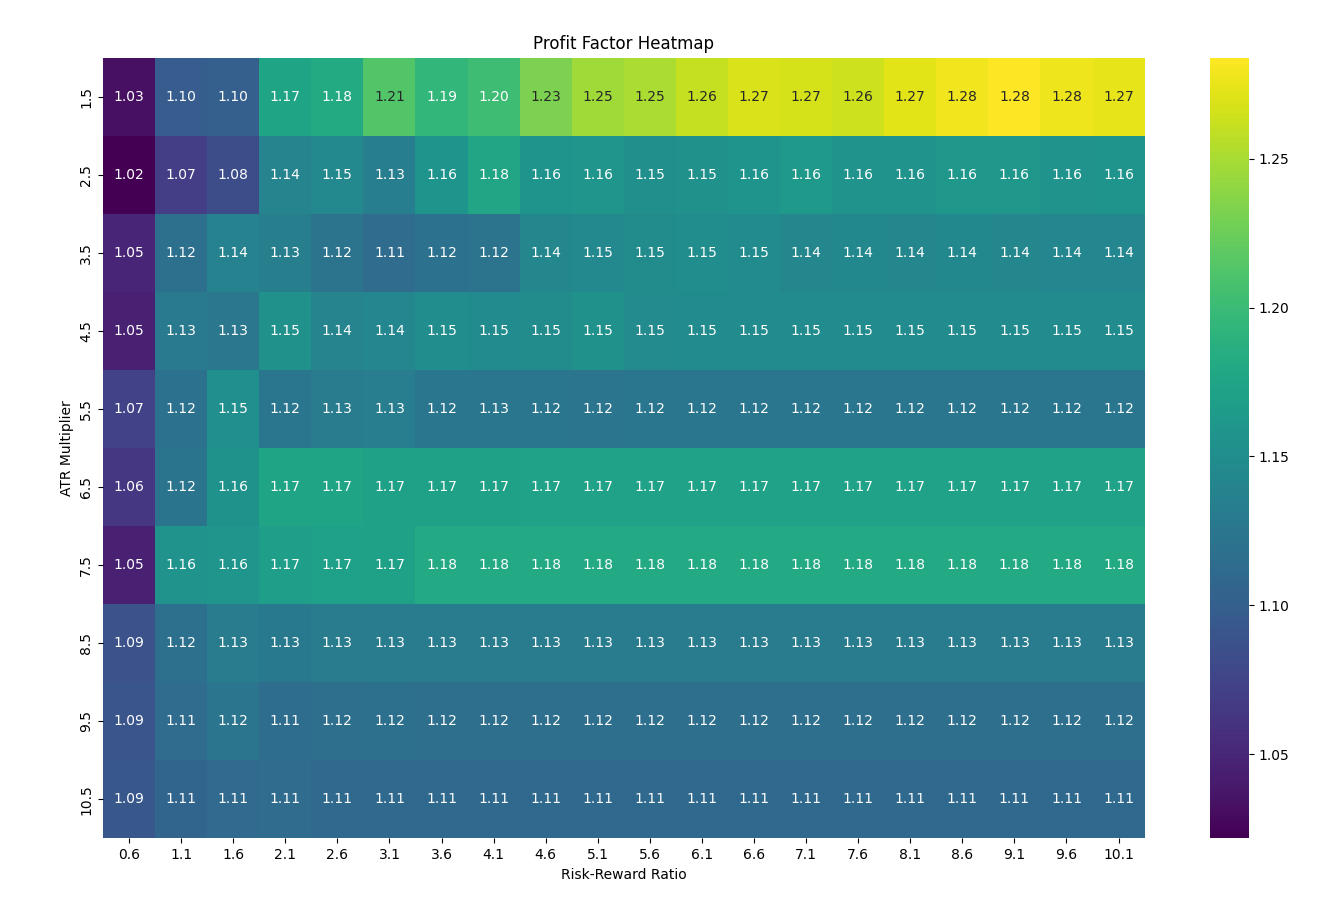 Profit Factor Heatmap
1.5 1.03 1.10 1.10 1.17 1.18 1.21 1.19 1.20 1.23 1.25 1.25 1.26 1.27 1.27 1.26 1.27 1.28 1.28 1.28 1.27
2.5 1.02 1.07 1.08 1.14 1.15 1.13 1.16 1.18 1.16 1.16 1.15 1.15 1.16 1.16 1.16 1.16 1.16 1.16 1.16 1.16
3.5 1.05 1.12 1.14 1.13 1.12 1.11 1.12 1.12 1.14 1.15 1.15 1.15 1.15 1.14 1.14 1.14 1.14 1.14 1.14 1.14
4.5 1.05 1.13 1.13 1.15 1.14 1.14 1.15 1.15 1.15 1.15 1.15 1.15 1.15 1.15 1.15 1.15 1.15 1.15 1.15 1.15
5.5 1.07 1.12 1.15 1.12 1.13 1.13 1.12 1.13 1.12 1.12 1.12 1.12 1.12 1.12 1.12 1.12 1.12 1.12 1.12 1.12
6.5 1.06 1.12 1.16 1.17 1.17 1.17 1.17 1.17 1.17 1.17 1.17 1.17 1.17 1.17 1.17 1.17 1.17 1.17 1.17 1.17
7.5 1.05 1.16 1.16 1.17 1.17 1.17 1.18 1.18 1.18 1.18 1.18 1.18 1.18 1.18 1.18 1.18 1.18 1.18 1.18 1.18
8.5 1.09 1.12 1.13 1.13 1.13 1.13 1.13 1.13 1.13 1.13 1.13 1.13 1.13 1.13 1.13 1.13 1.13 1.13 1.13 1.13
9.5 1.09 1.11 1.12 1.11 1.12 1.12 1.12 1.12 1.12 1.12 1.12 1.12 1.12 1.12 1.12 1.12 1.12 1.12 1.12 1.12
10.5 1.09 1.11 1.11 1.11 1.11 1.11 1.11 1.11 1.11 1.11 1.11 1.11 1.11 1.11 1.11 1.11 1.11 1.11 1.11 1.11
0.6 1.1 1.6 2.1 2.6 3.1 3.6 4.1 4.6 5.1 5.6 6.1 6.6 7.1 7.6 8.1 8.6 9.1 9.6 10.1
Risk-Reward Ratio
ATR Multiplier
1.25
1.20
1.15
1.10
1.05